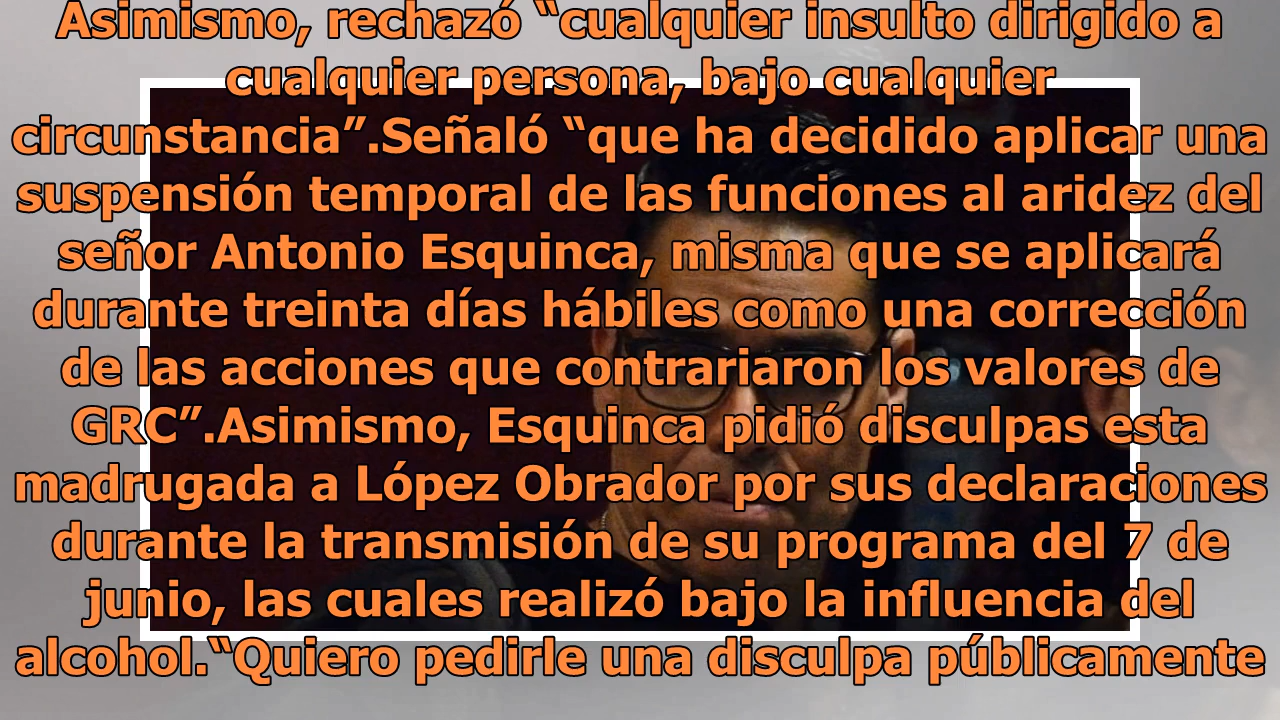 Asimismo, rechazó “cualquier insulto dirigido a
cualquier persona, bajo cualquier
circunstancia”.Señaló “que ha decidido aplicar una
suspensión temporal de las funciones al aridez del
señor Antonio Esquinca, misma que se aplicará
durante treinta días hábiles como una corrección
de las acciones que contrariaron los valores de
GRC”.Asimismo, Esquinca pidió disculpas esta
madrugada a López Obrador por sus declaraciones
durante la transmisión de su programa del 7 de
junio, las cuales realizó bajo la influencia del
alcohol.“Quiero pedirle una disculpa públicamente